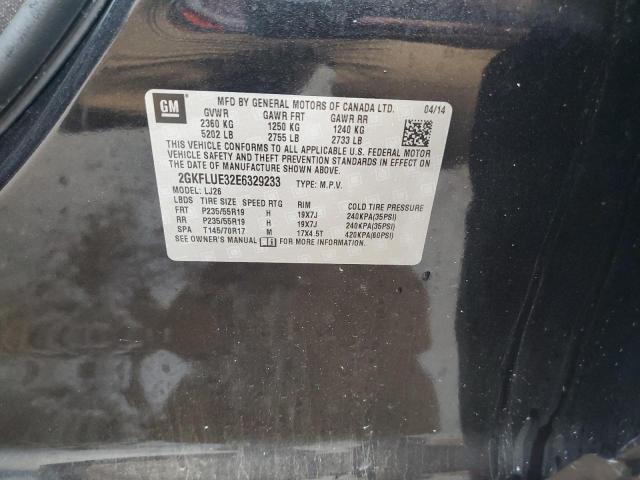 GM
MFD BY GENERAL MOTORS OF CANADA LTD. 04/14
GVWR GAWR FRT GAWR RR
2360 KG 1250 KG 1240 KG
5202 LB 2755 LB 2733 LB
THIS VEHICLE CONFORMS TO ALL APPLICABLE U.S. FEDERAL MOTOR
VEHICLE SAFETY AND THEFT PREVENTION STANDARDS IN EFFECT ON THE
DATE OF MANUFACTURE SHOWN ABOVE.
2GKFLUE32E6329233 TYPE: M.P.V.
MODEL: LJ26
LBDS TIRE SIZE SPEED RTG RIM COLD TIRE PRESSURE
FRT P235/55R19 H 19X7J 240KPA(35PSI)
RR P235/55R19 H 19X7J 240KPA(35PSI)
SPA T145/70R17 M 17X4.5T 420KPA(60PSI)
SEE OWNER'S MANUAL FOR MORE INFORMATION.